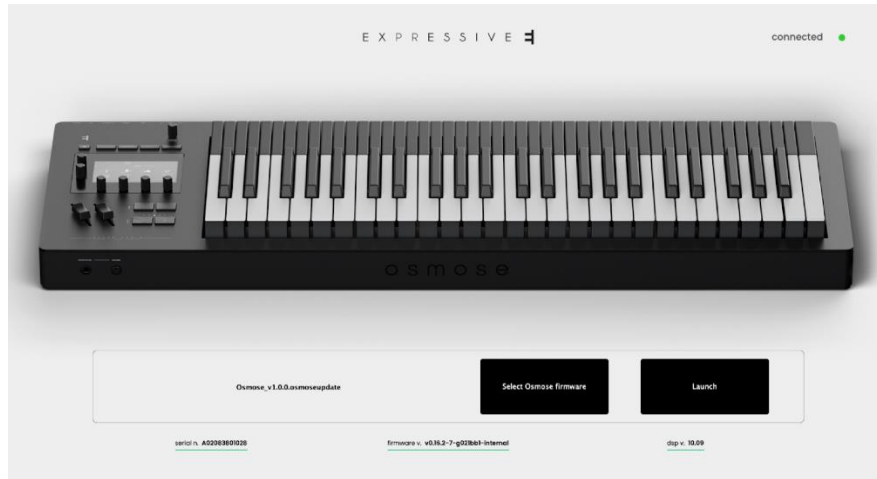 EXPRESSIVE E
connected
osmose
Osmose_v1.0.0.osmoseupdate
Select Osmose firmware
Launch
serial n. A02083801028
firmware v. v0.16.2-7-g021bb1-internal
dsp v. 10.09